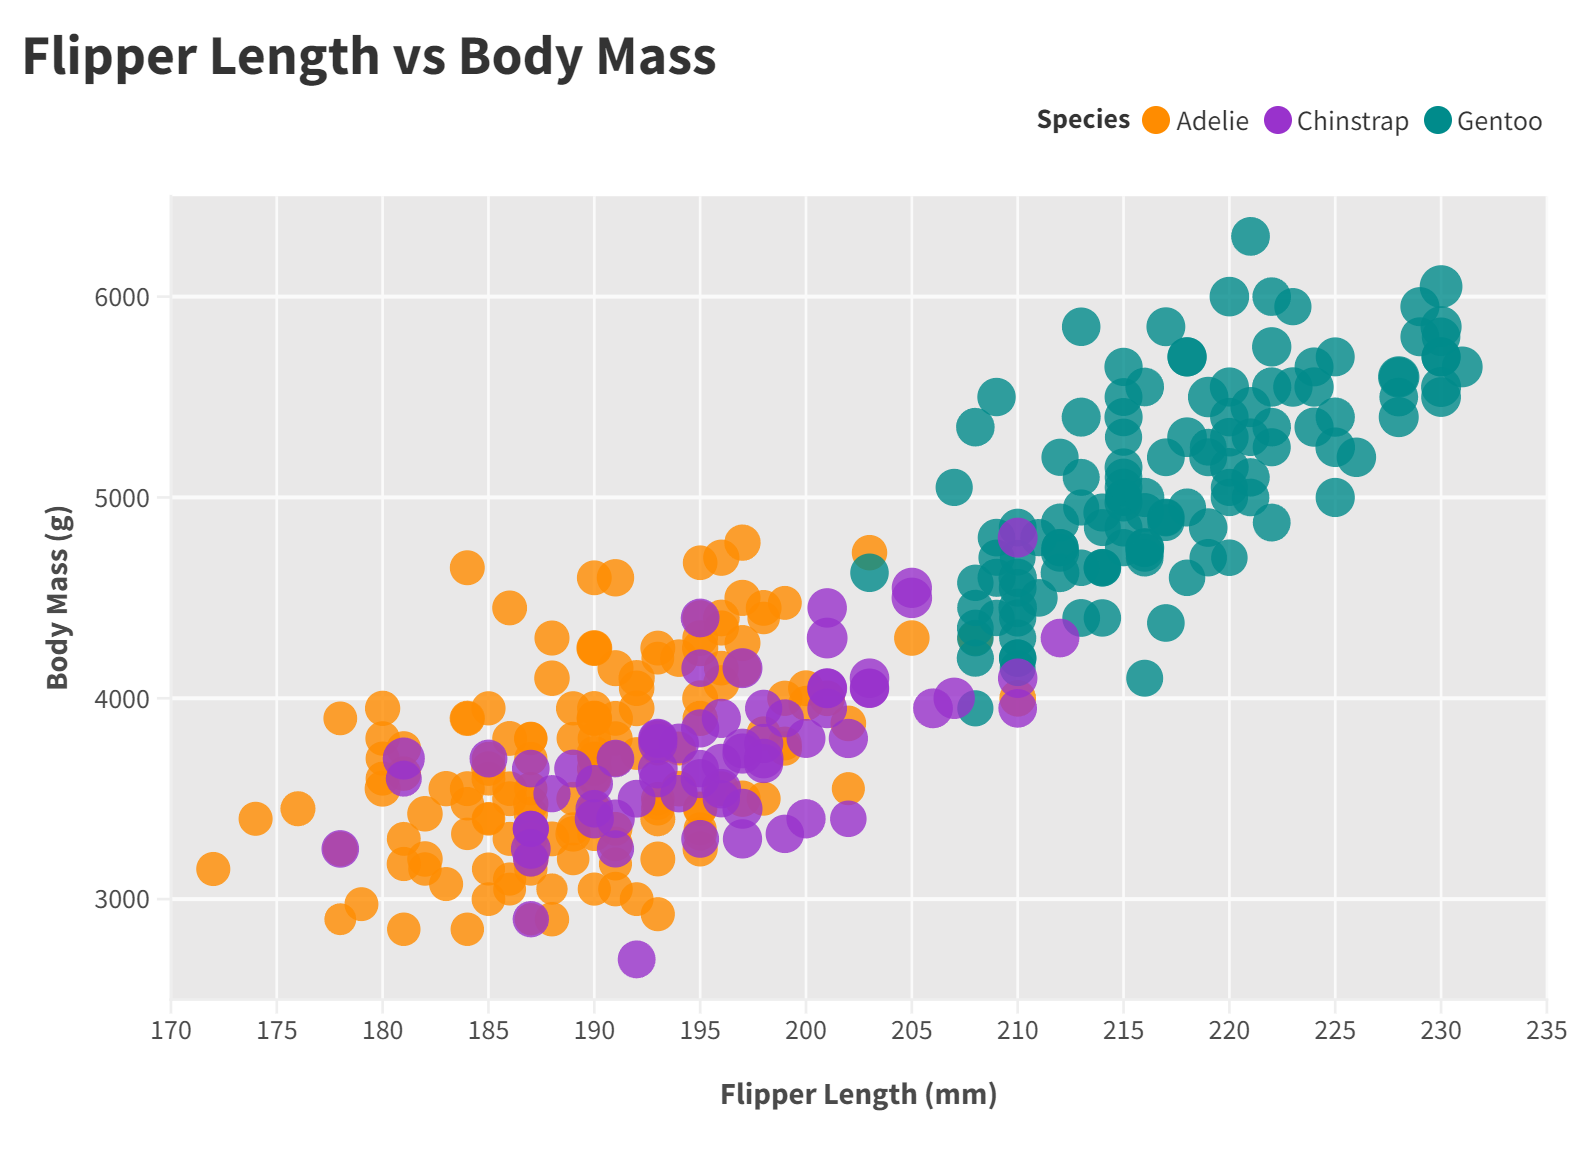 Flipper Length vs Body Mass
Species Adelie Chinstrap Gentoo
Body Mass (g)
6000
5000
4000
3000
170 175 180 185 190 195 200 205 210 215 220 225 230 235
Flipper Length (mm)